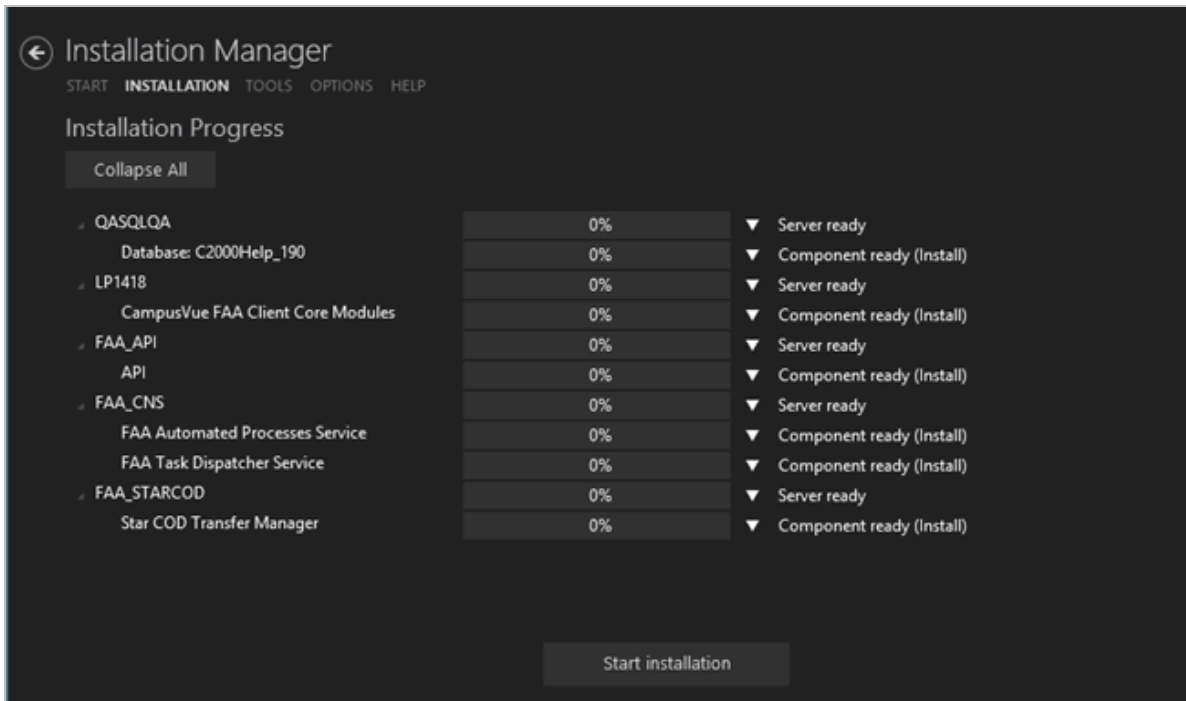 Installation Manager
START INSTALLATION TOOLS OPTIONS HELP
Installation Progress
Collapse All
QASQLQA 0% Server ready
Database: C2000Help_190 0% Component ready (Install)
LP1418 0% Server ready
CampusVue FAA Client Core Modules 0% Component ready (Install)
FAA_API 0% Server ready
API 0% Component ready (Install)
FAA_CNS 0% Server ready
FAA Automated Processes Service 0% Component ready (Install)
FAA Task Dispatcher Service 0% Component ready (Install)
FAA_STARCOD 0% Server ready
Star COD Transfer Manager 0% Component ready (Install)
Start installation